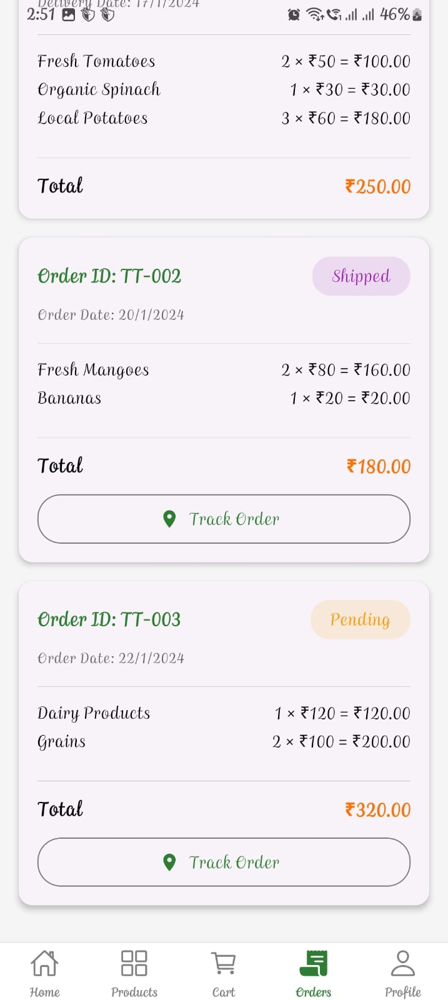 Delivery Date: 17/1/2024
2:51 46%
Fresh Tomatoes 2 × ₹50 = ₹100.00
Organic Spinach 1 × ₹30 = ₹30.00
Local Potatoes 3 × ₹60 = ₹180.00
Total ₹250.00
Order ID: TT-002 Shipped
Order Date: 20/1/2024
Fresh Mangoes 2 × ₹80 = ₹160.00
Bananas 1 × ₹20 = ₹20.00
Total ₹180.00
Track Order
Order ID: TT-003 Pending
Order Date: 22/1/2024
Dairy Products 1 × ₹120 = ₹120.00
Grains 2 × ₹100 = ₹200.00
Total ₹320.00
Track Order
Home Products Cart Orders Profile